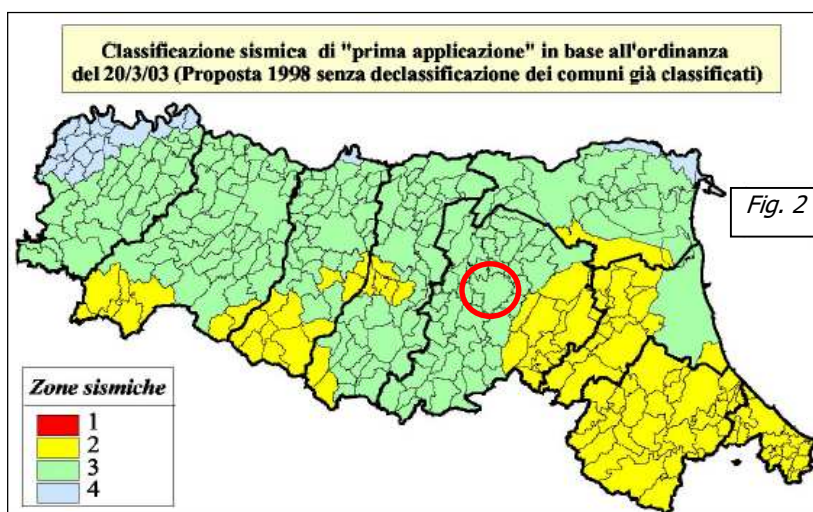 Classificazione sismica di "prima applicazione" in base all'ordinanza
del 20/3/03 (Proposta 1998 senza declassificazione dei comuni già classificati)
Fig. 2
Zone sismiche
1
2
3
4